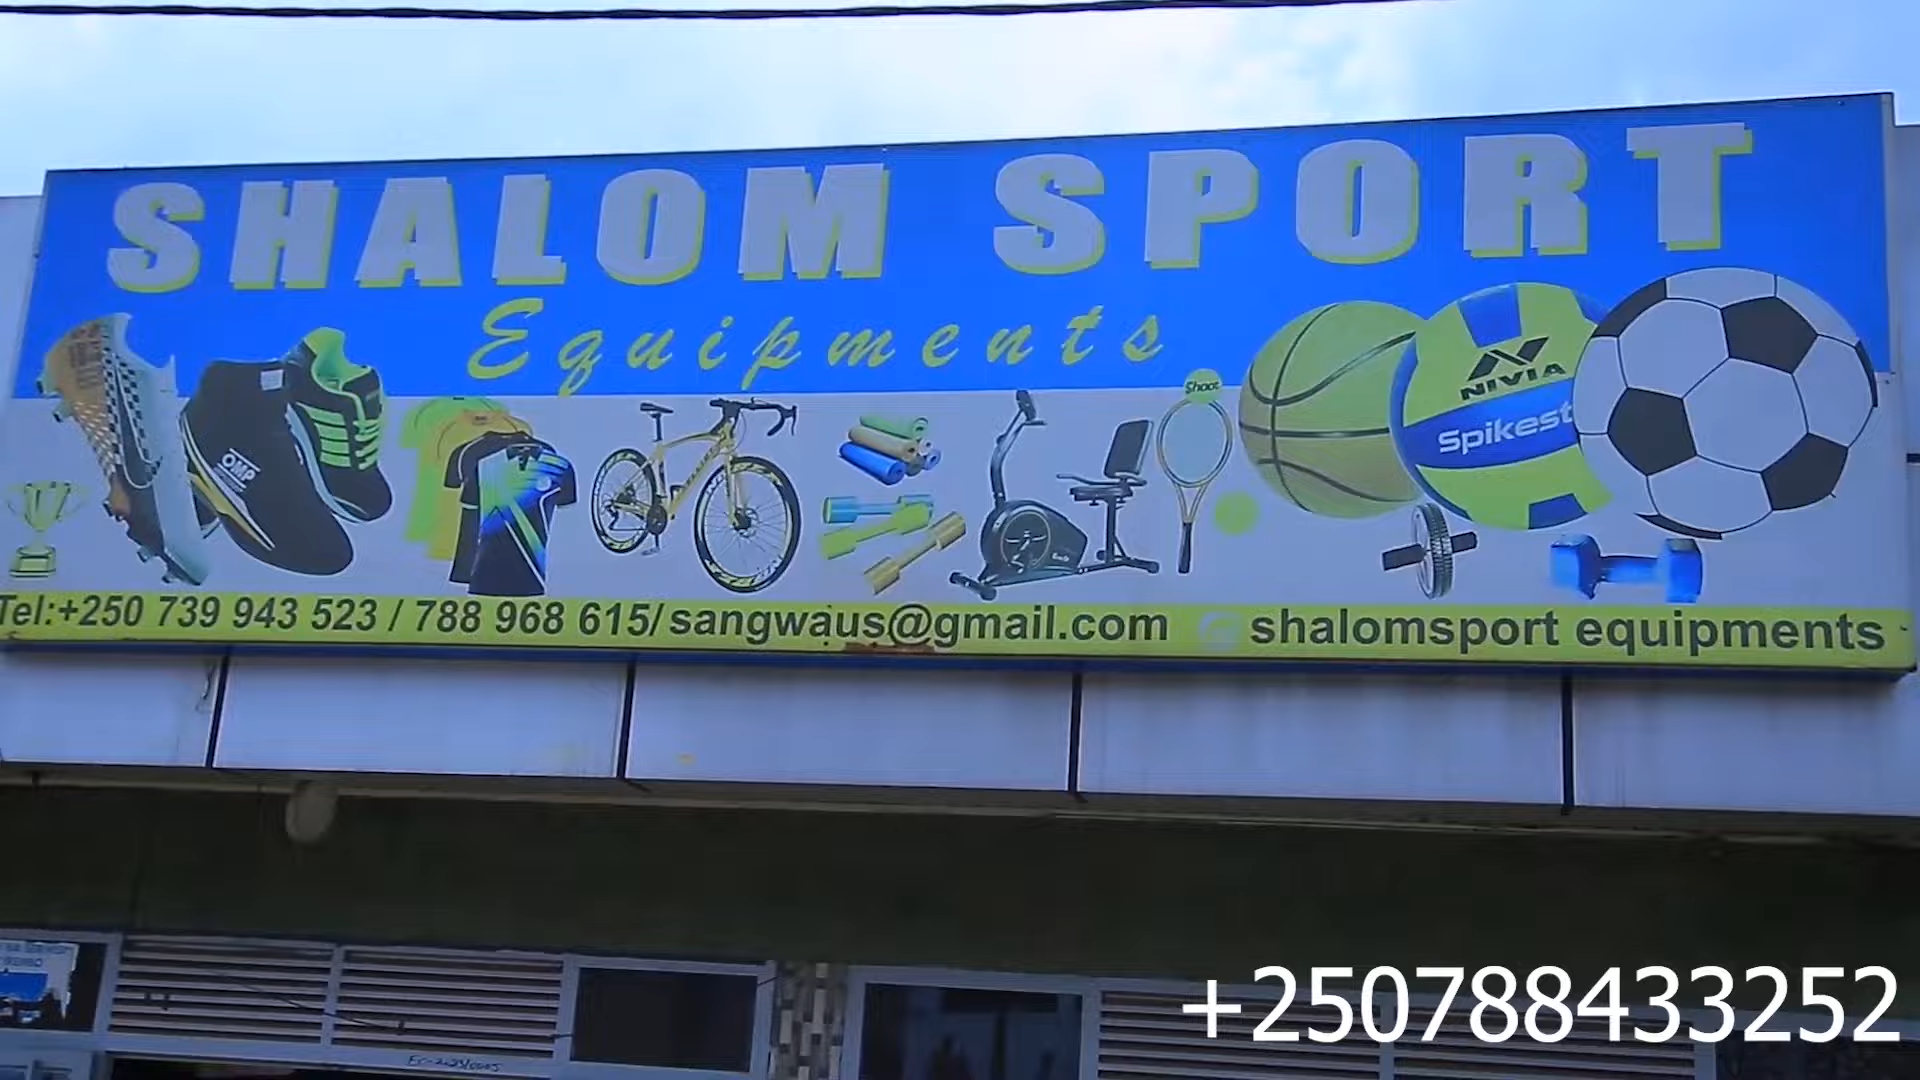 SHALOM SPORT
Equipments
Shoot
NIVIA
Spikest
OMP
Tel:+250 739 943 523 / 788 968 615/ sangwaus@gmail.com shalomsport equipments
+250788433252